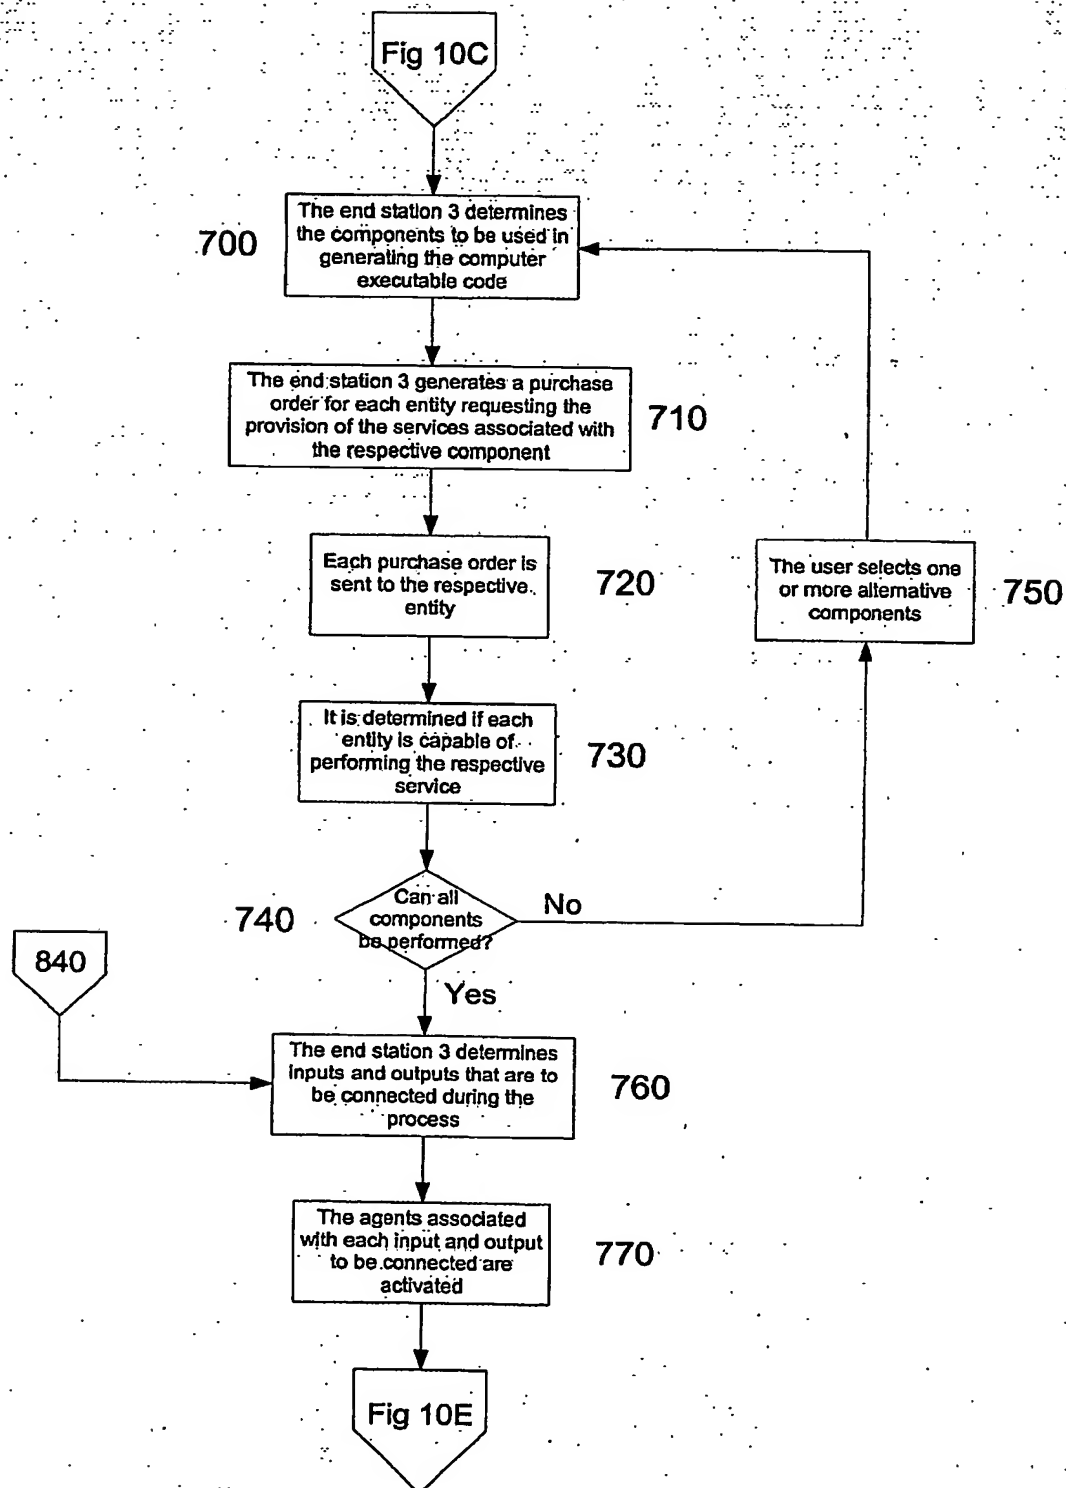 Fig 10C
The end station 3 determines
the components to be used in
generating the computer
executable code
700
The end station 3 generates a purchase
order for each entity requesting the
provision of the services associated with
the respective component
710
Each purchase order is
sent to the respective
entity
720
The user selects one
or more alternative
components
750
It is determined if each
entity is capable of
performing the respective
service
730
Can all
components
be performed?
740
No
Yes
840
The end station 3 determines
inputs and outputs that are to
be connected during the
process
760
The agents associated
with each input and output
to be connected are
activated
770
Fig 10E